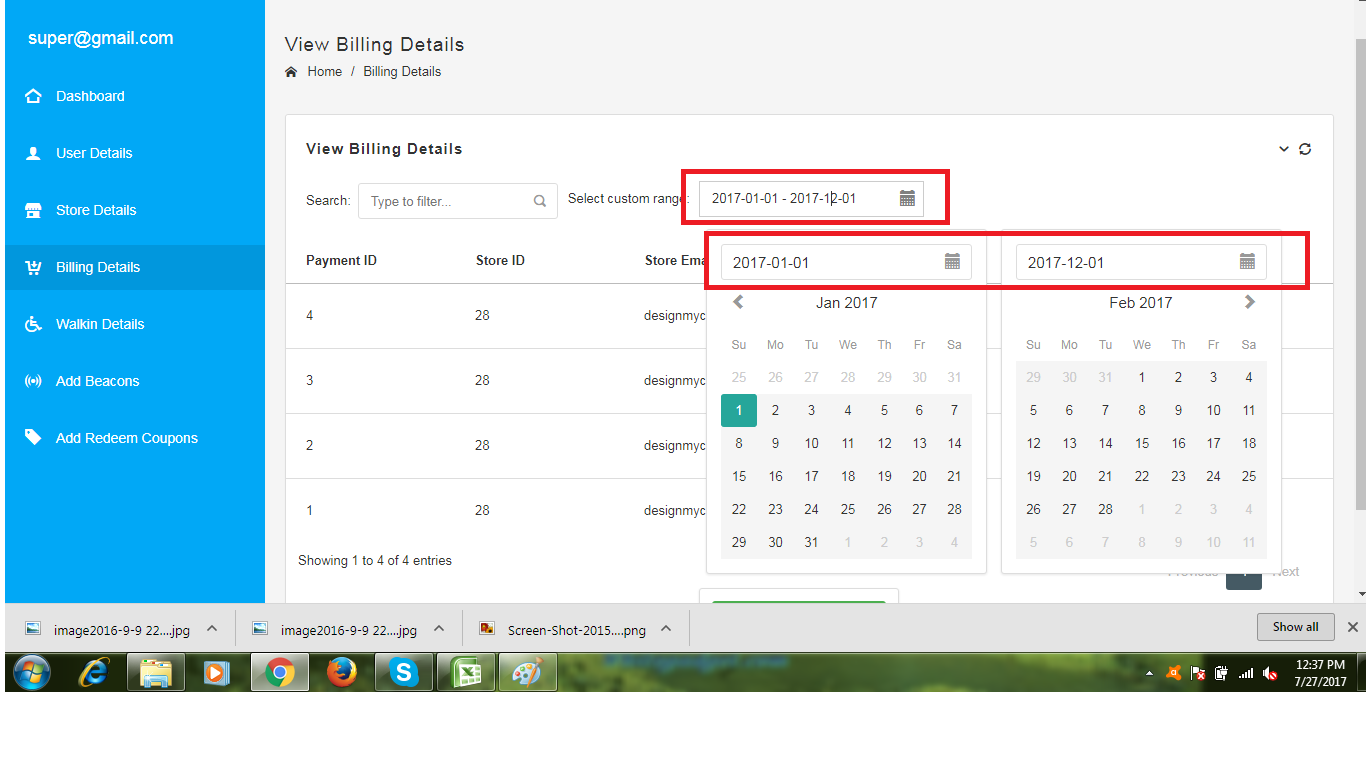 super@gmail.com
Dashboard
User Details
Store Details
Billing Details
Walkin Details
Add Beacons
Add Redeem Coupons
View Billing Details
Home / Billing Details
View Billing Details
Search: Type to filter... Select custom range: 2017-01-01 - 2017-12-01
Payment ID Store ID Store Ema
4 28 designmyc
3 28 designmyc
2 28 designmyc
1 28 designmyc
Showing 1 to 4 of 4 entries
2017-01-01
Jan 2017
Su Mo Tu We Th Fr Sa
25 26 27 28 29 30 31
1 2 3 4 5 6 7
8 9 10 11 12 13 14
15 16 17 18 19 20 21
22 23 24 25 26 27 28
29 30 31 1 2 3 4
2017-12-01
Feb 2017
Su Mo Tu We Th Fr Sa
29 30 31 1 2 3 4
5 6 7 8 9 10 11
12 13 14 15 16 17 18
19 20 21 22 23 24 25
26 27 28 1 2 3 4
5 6 7 8 9 10 11
Previous Next
image2016-9-9 22....jpg image2016-9-9 22....jpg Screen-Shot-2015....png Show all
12:37 PM
7/27/2017